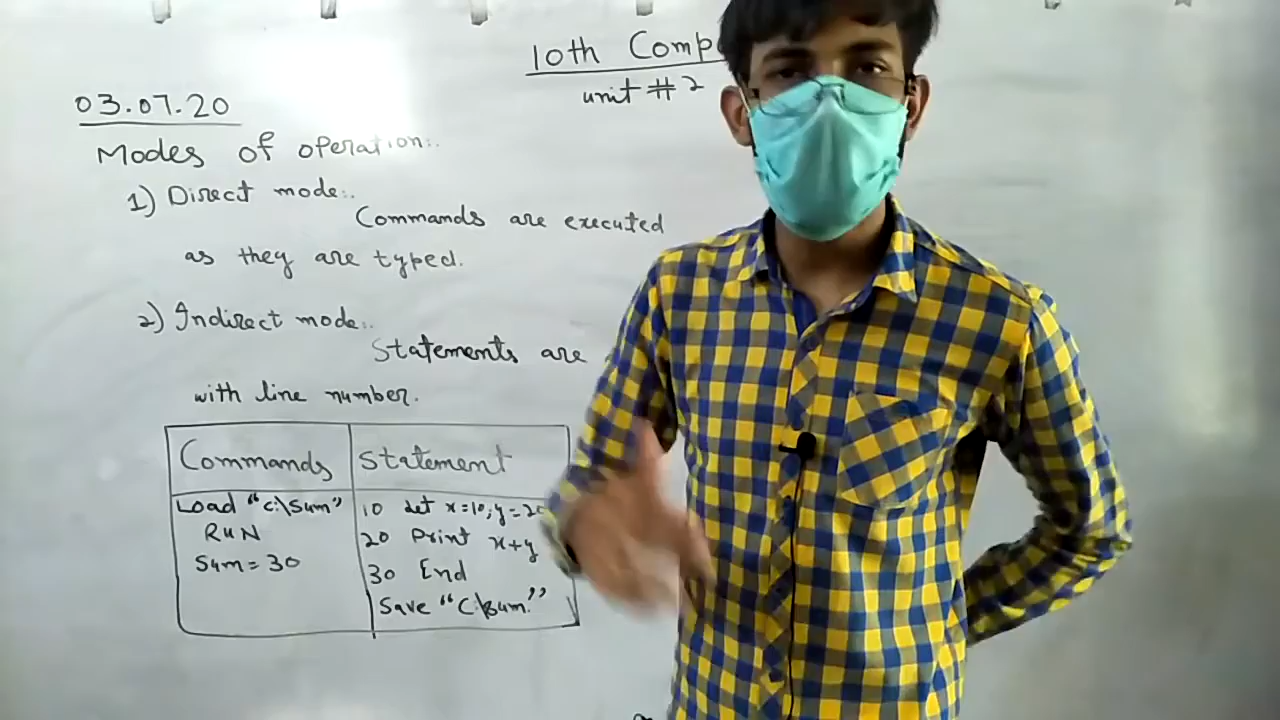 10th Comp
unit # 2
03.07.20
Modes of operation:.
1) Direct mode:.
Commands are executed
as they are typed.
2) Indirect mode:.
Statements are
with line number.
Commands Statement
Load "c:\Sum" 10 Let x=10; y=20
RUN 20 Print x+y
Sum = 30 30 End
Save "C:\Sum."